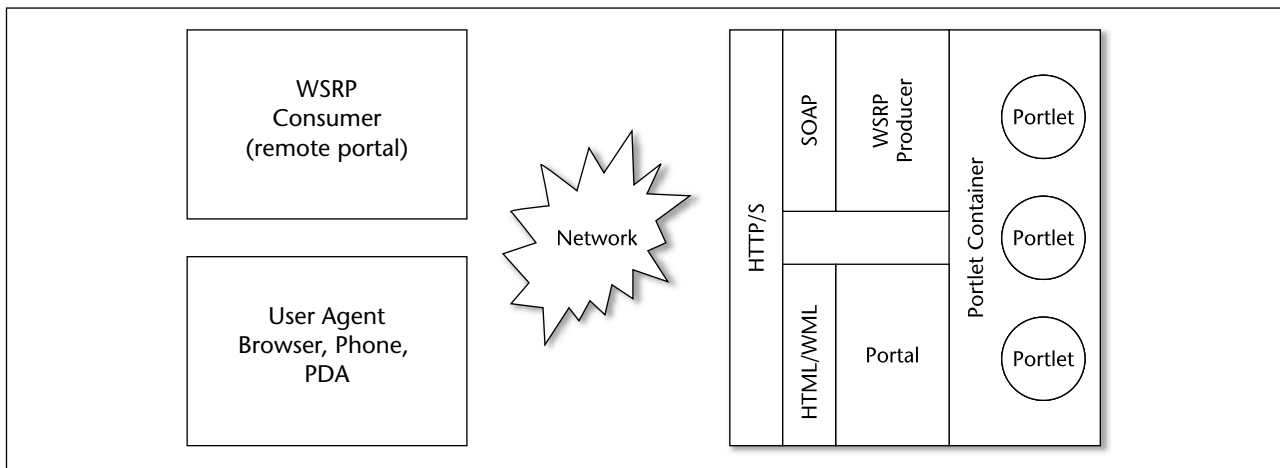 WSRP
Consumer
(remote portal)
User Agent
Browser, Phone,
PDA
Network
HTTP/S
SOAP
WSRP
Producer
HTML/WML
Portal
Portlet Container
Portlet
Portlet
Portlet